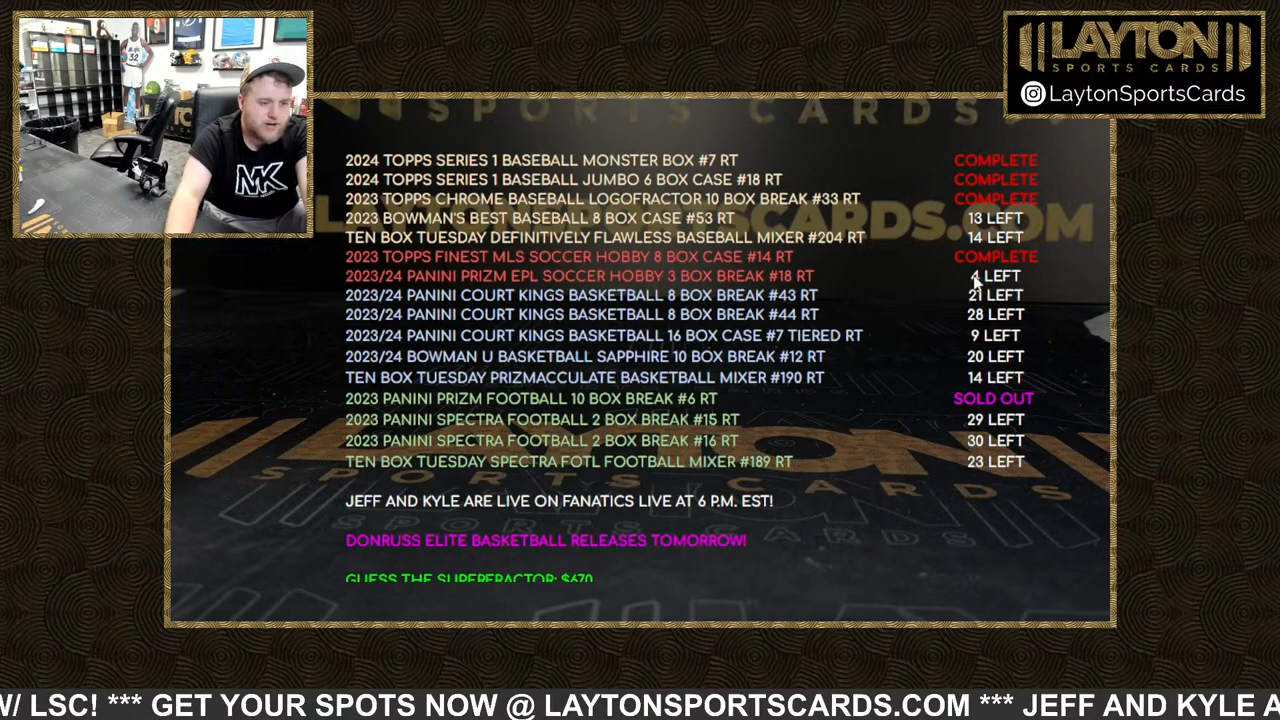 LAYTON
SPORTS CARDS
LaytonSportsCards
SPORTS CARDS
2024 TOPPS SERIES 1 BASEBALL MONSTER BOX #7 RT COMPLETE
2024 TOPPS SERIES 1 BASEBALL JUMBO 6 BOX CASE #18 RT COMPLETE
2023 TOPPS CHROME BASEBALL LOGOFRACTOR 10 BOX BREAK #33 RT COMPLETE
2023 BOWMAN'S BEST BASEBALL 8 BOX CASE #53 RT 13 LEFT
TEN BOX TUESDAY DEFINITIVELY FLAWLESS BASEBALL MIXER #204 RT 14 LEFT
2023 TOPPS FINEST MLS SOCCER HOBBY 8 BOX CASE #14 RT COMPLETE
2023/24 PANINI PRIZM EPL SOCCER HOBBY 3 BOX BREAK #18 RT LEFT
2023/24 PANINI COURT KINGS BASKETBALL 8 BOX BREAK #43 RT 21 LEFT
2023/24 PANINI COURT KINGS BASKETBALL 8 BOX BREAK #44 RT 28 LEFT
2023/24 PANINI COURT KINGS BASKETBALL 16 BOX CASE #7 TIERED RT 9 LEFT
2023/24 BOWMAN U BASKETBALL SAPPHIRE 10 BOX BREAK #12 RT 20 LEFT
TEN BOX TUESDAY PRIZMACCULATE BASKETBALL MIXER #190 RT 14 LEFT
2023 PANINI PRIZM FOOTBALL 10 BOX BREAK #6 RT SOLD OUT
2023 PANINI SPECTRA FOOTBALL 2 BOX BREAK #15 RT 29 LEFT
2023 PANINI SPECTRA FOOTBALL 2 BOX BREAK #16 RT 30 LEFT
TEN BOX TUESDAY SPECTRA FOTL FOOTBALL MIXER #189 RT 23 LEFT
JEFF AND KYLE ARE LIVE ON FANATICS LIVE AT 6 P.M. EST!
DONRUSS ELITE BASKETBALL RELEASES TOMORROW!
GUESS THE SUPERFRACTOR: $670
SPORTS CARDS
MK
32
W/ LSC! *** GET YOUR SPOTS NOW @ LAYTONSPORTSCARDS.COM *** JEFF AND KYLE A